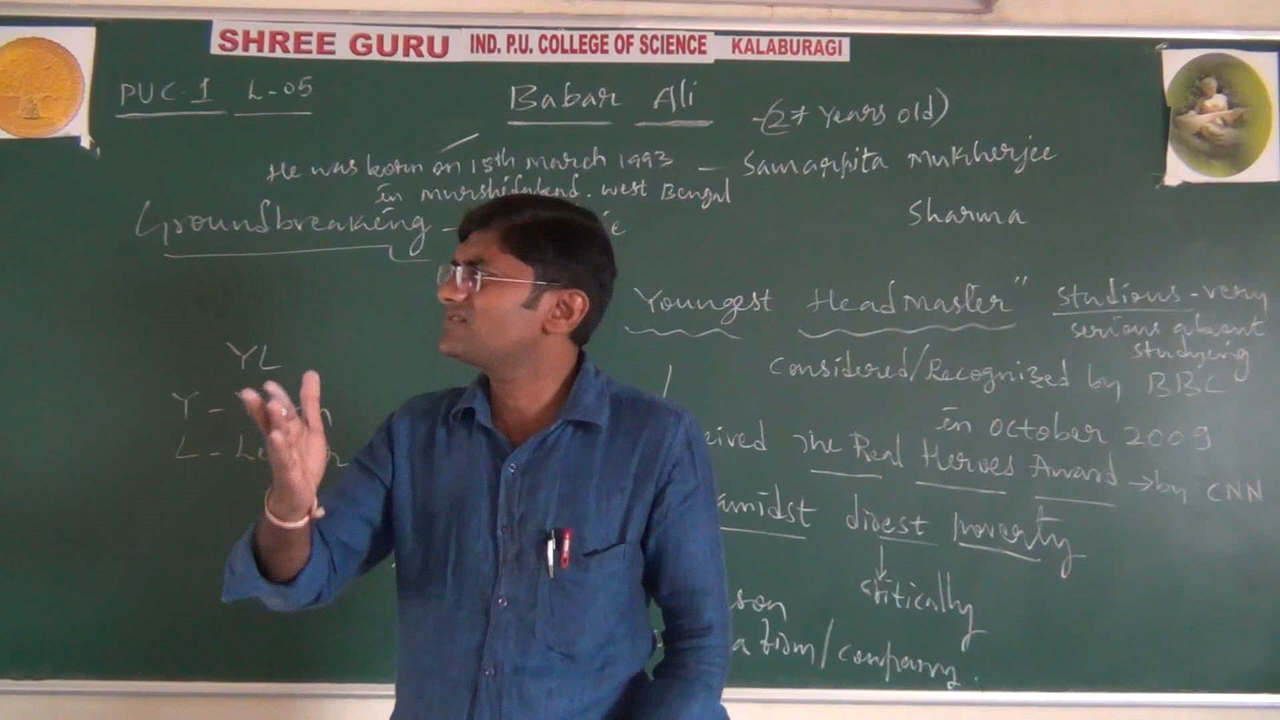 SHREE GURU IND. P.U. COLLEGE OF SCIENCE KALABURAGI
PUC-1 L-05
Babar Ali
(27 Years old)
He was born on 18th March 1993 - Samarpita Mukherjee
in Murshidabad. West Bengal
Sharma
Groundbreaking -
Youngest Headmaster" Studious - very
serious about
studying
Considered/Recognized by BBC
in October 2009
YL
Y -
L -
The Real Heroes Award → by CNN
amidst direst Poverty
Critically
/company.